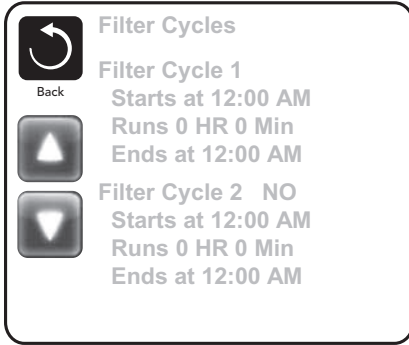 Filter Cycles
Filter Cycle 1
Back
Starts at 12:00 AM
Runs 0 HR 0 Min
Ends at 12:00 AM
Filter Cycle 2 NO
Starts at 12:00 AM
Runs 0 HR 0 Min
Ends at 12:00 AM